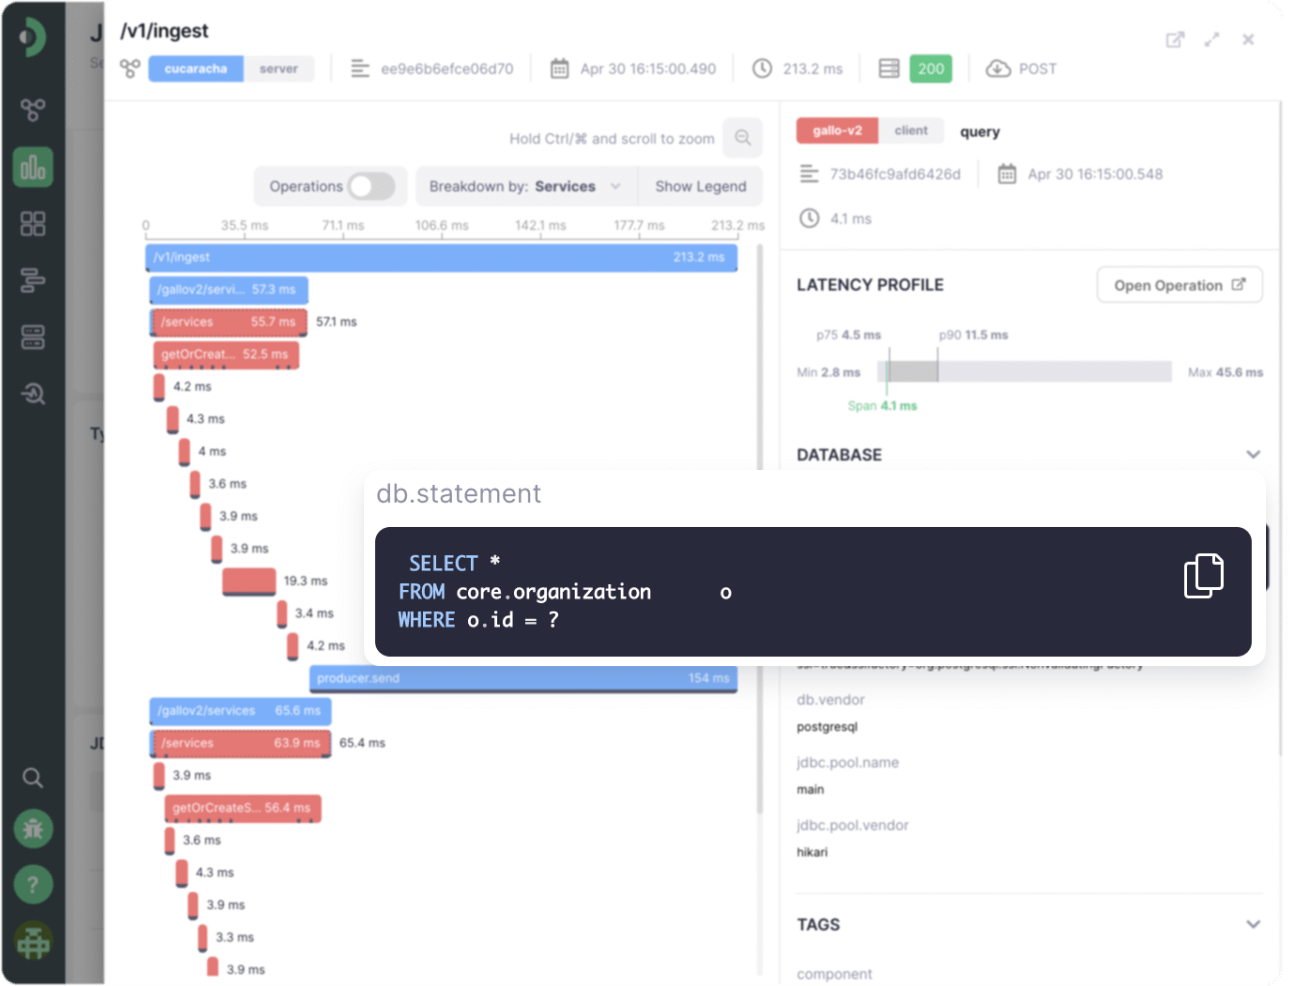 /v1/ingest
cucaracha server ee9e6b6efce06d70 Apr 30 16:15:00.490 213.2 ms 200 POST
Hold Ctrl/⌘ and scroll to zoom
Operations Breakdown by: Services Show Legend
0 35.5 ms 71.1 ms 106.6 ms 142.1 ms 177.7 ms 213.2 ms
/v1/ingest 213.2 ms
/gallov2/servi... 57.3 ms
/services 55.7 ms 57.1 ms
getOrCreat... 52.5 ms
4.2 ms
4.3 ms
4 ms
3.6 ms
3.9 ms
3.9 ms
19.3 ms
3.4 ms
4.2 ms
producer.send 154 ms
/gallov2/services 65.6 ms
/services 63.9 ms 65.4 ms
3.9 ms
getOrCreateS... 56.4 ms
3.6 ms
4.3 ms
3.9 ms
3.3 ms
3.9 ms
gallo-v2 client query
73b46fc9afd6426d Apr 30 16:15:00.548
4.1 ms
LATENCY PROFILE
Open Operation
p75 4.5 ms p90 11.5 ms
Min 2.8 ms Max 45.6 ms
Span 4.1 ms
DATABASE
db.statement
SELECT *
FROM core.organization o
WHERE o.id = ?
db.vendor
postgresql
jdbc.pool.name
main
jdbc.pool.vendor
hikari
TAGS
component
?